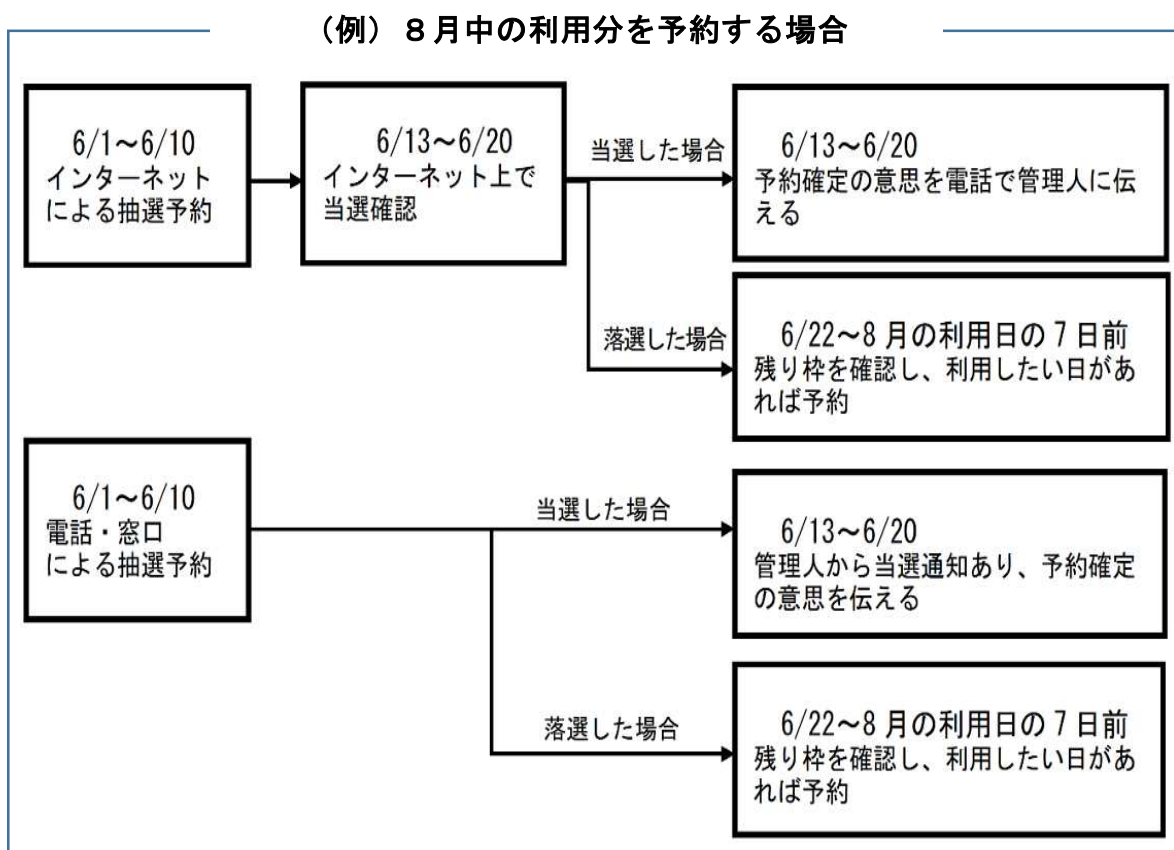 （例）８月中の利用分を予約する場合
6/1～6/10
インターネット
による抽選予約
6/13～6/20
インターネット上で
当選確認
当選した場合
6/13～6/20
予約確定の意思を電話で管理人に伝
える
落選した場合
6/22～8月の利用日の7日前
残り枠を確認し、利用したい日があ
れば予約
6/1～6/10
電話・窓口
による抽選予約
当選した場合
6/13～6/20
管理人から当選通知あり、予約確定
の意思を伝える
落選した場合
6/22～8月の利用日の7日前
残り枠を確認し、利用したい日があ
れば予約